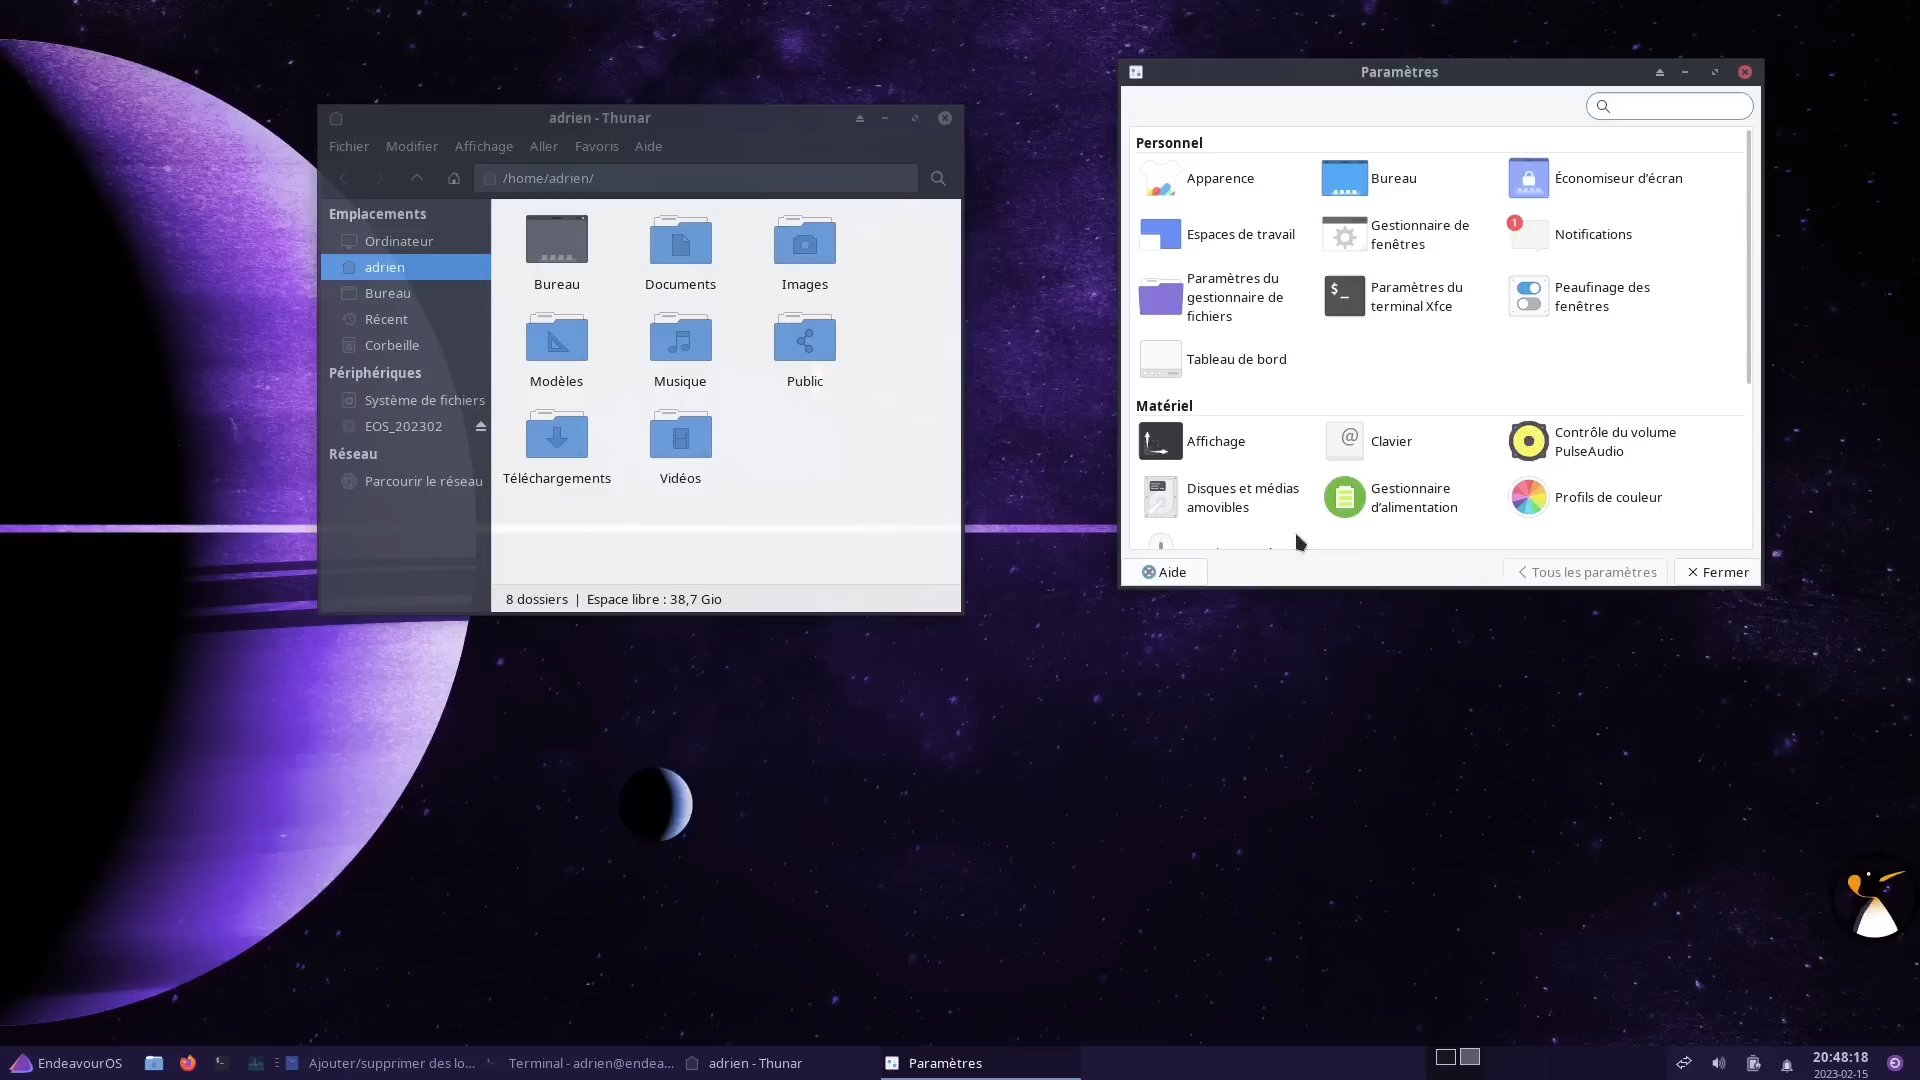 adrien - Thunar
Fichier Modifier Affichage Aller Favoris Aide
/home/adrien/
Emplacements
Ordinateur
adrien
Bureau
Récent
Corbeille
Périphériques
Système de fichiers
EOS_202302
Réseau
Parcourir le réseau
Bureau Documents Images
Modèles Musique Public
Téléchargements Vidéos
8 dossiers | Espace libre : 38,7 Gio
Paramètres
Personnel
Apparence
Bureau
Économiseur d’écran
Espaces de travail
Gestionnaire de
fenêtres
1
Notifications
Paramètres du
gestionnaire de
fichiers
$_
Paramètres du
terminal Xfce
Peaufinage des
fenêtres
Tableau de bord
Matériel
Affichage
@
Clavier
Contrôle du volume
PulseAudio
Disques et médias
amovibles
Gestionnaire
d’alimentation
Profils de couleur
Aide
Tous les paramètres
Fermer
EndeavourOS
Ajouter/supprimer des lo...
Terminal - adrien@endea...
adrien - Thunar
Paramètres
20:48:18
2023-02-15